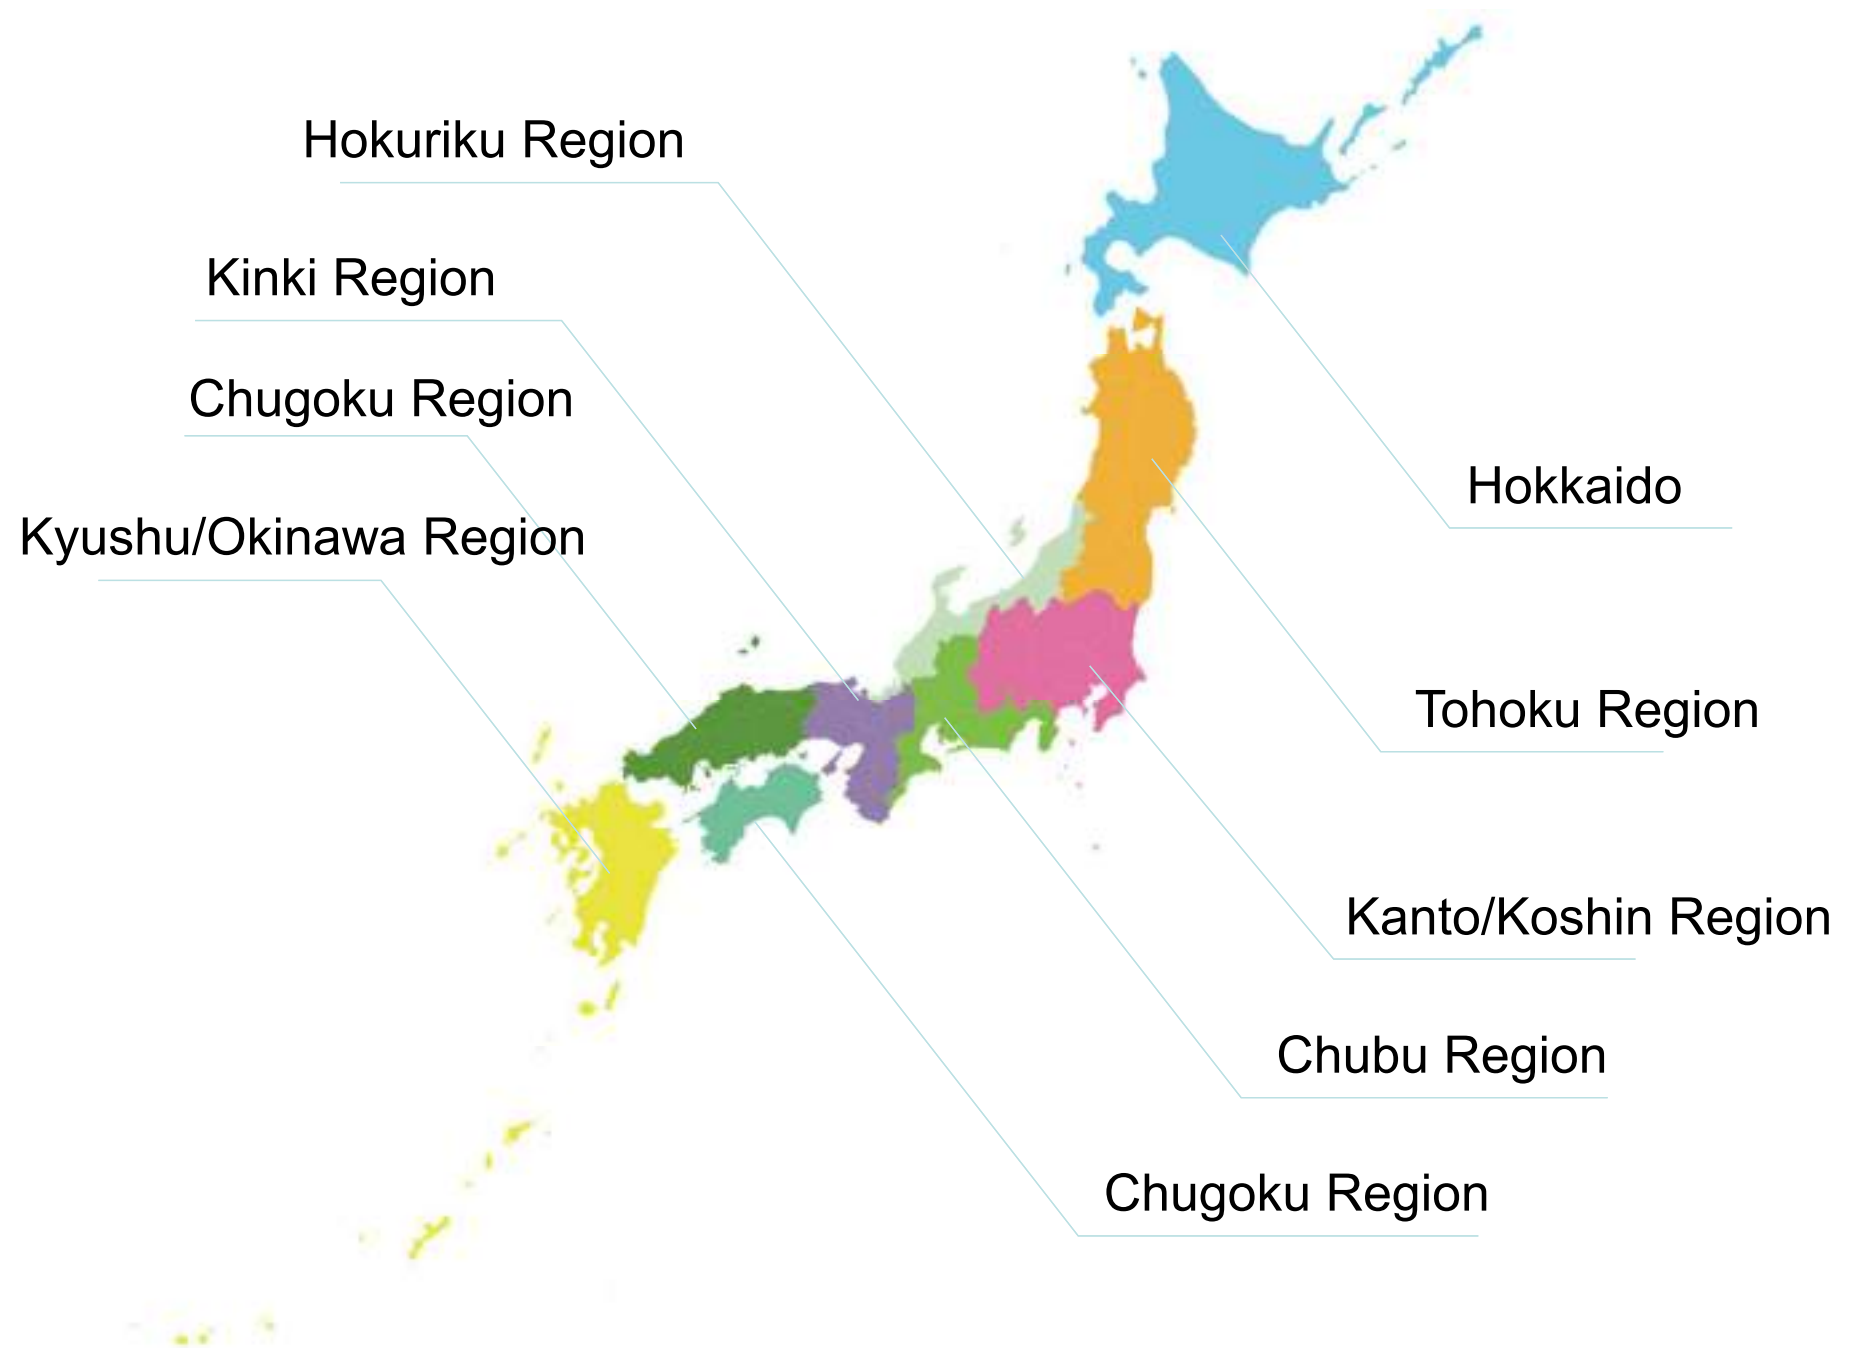 Hokuriku Region
Kinki Region
Chugoku Region
Kyushu/Okinawa Region
Hokkaido
Tohoku Region
Kanto/Koshin Region
Chubu Region
Chugoku Region